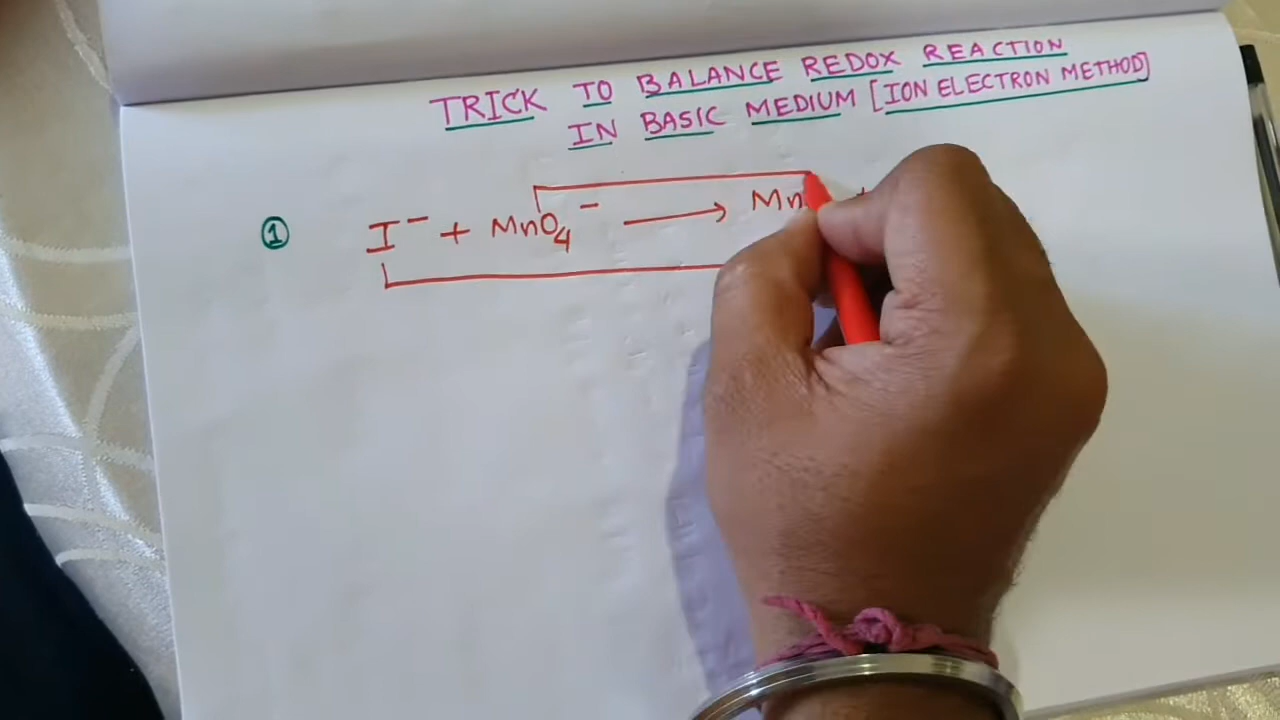 TRICK TO BALANCE REDOX REACTION
IN BASIC MEDIUM [ION ELECTRON METHOD]
① I⁻ + MnO₄⁻ ⟶ Mn +